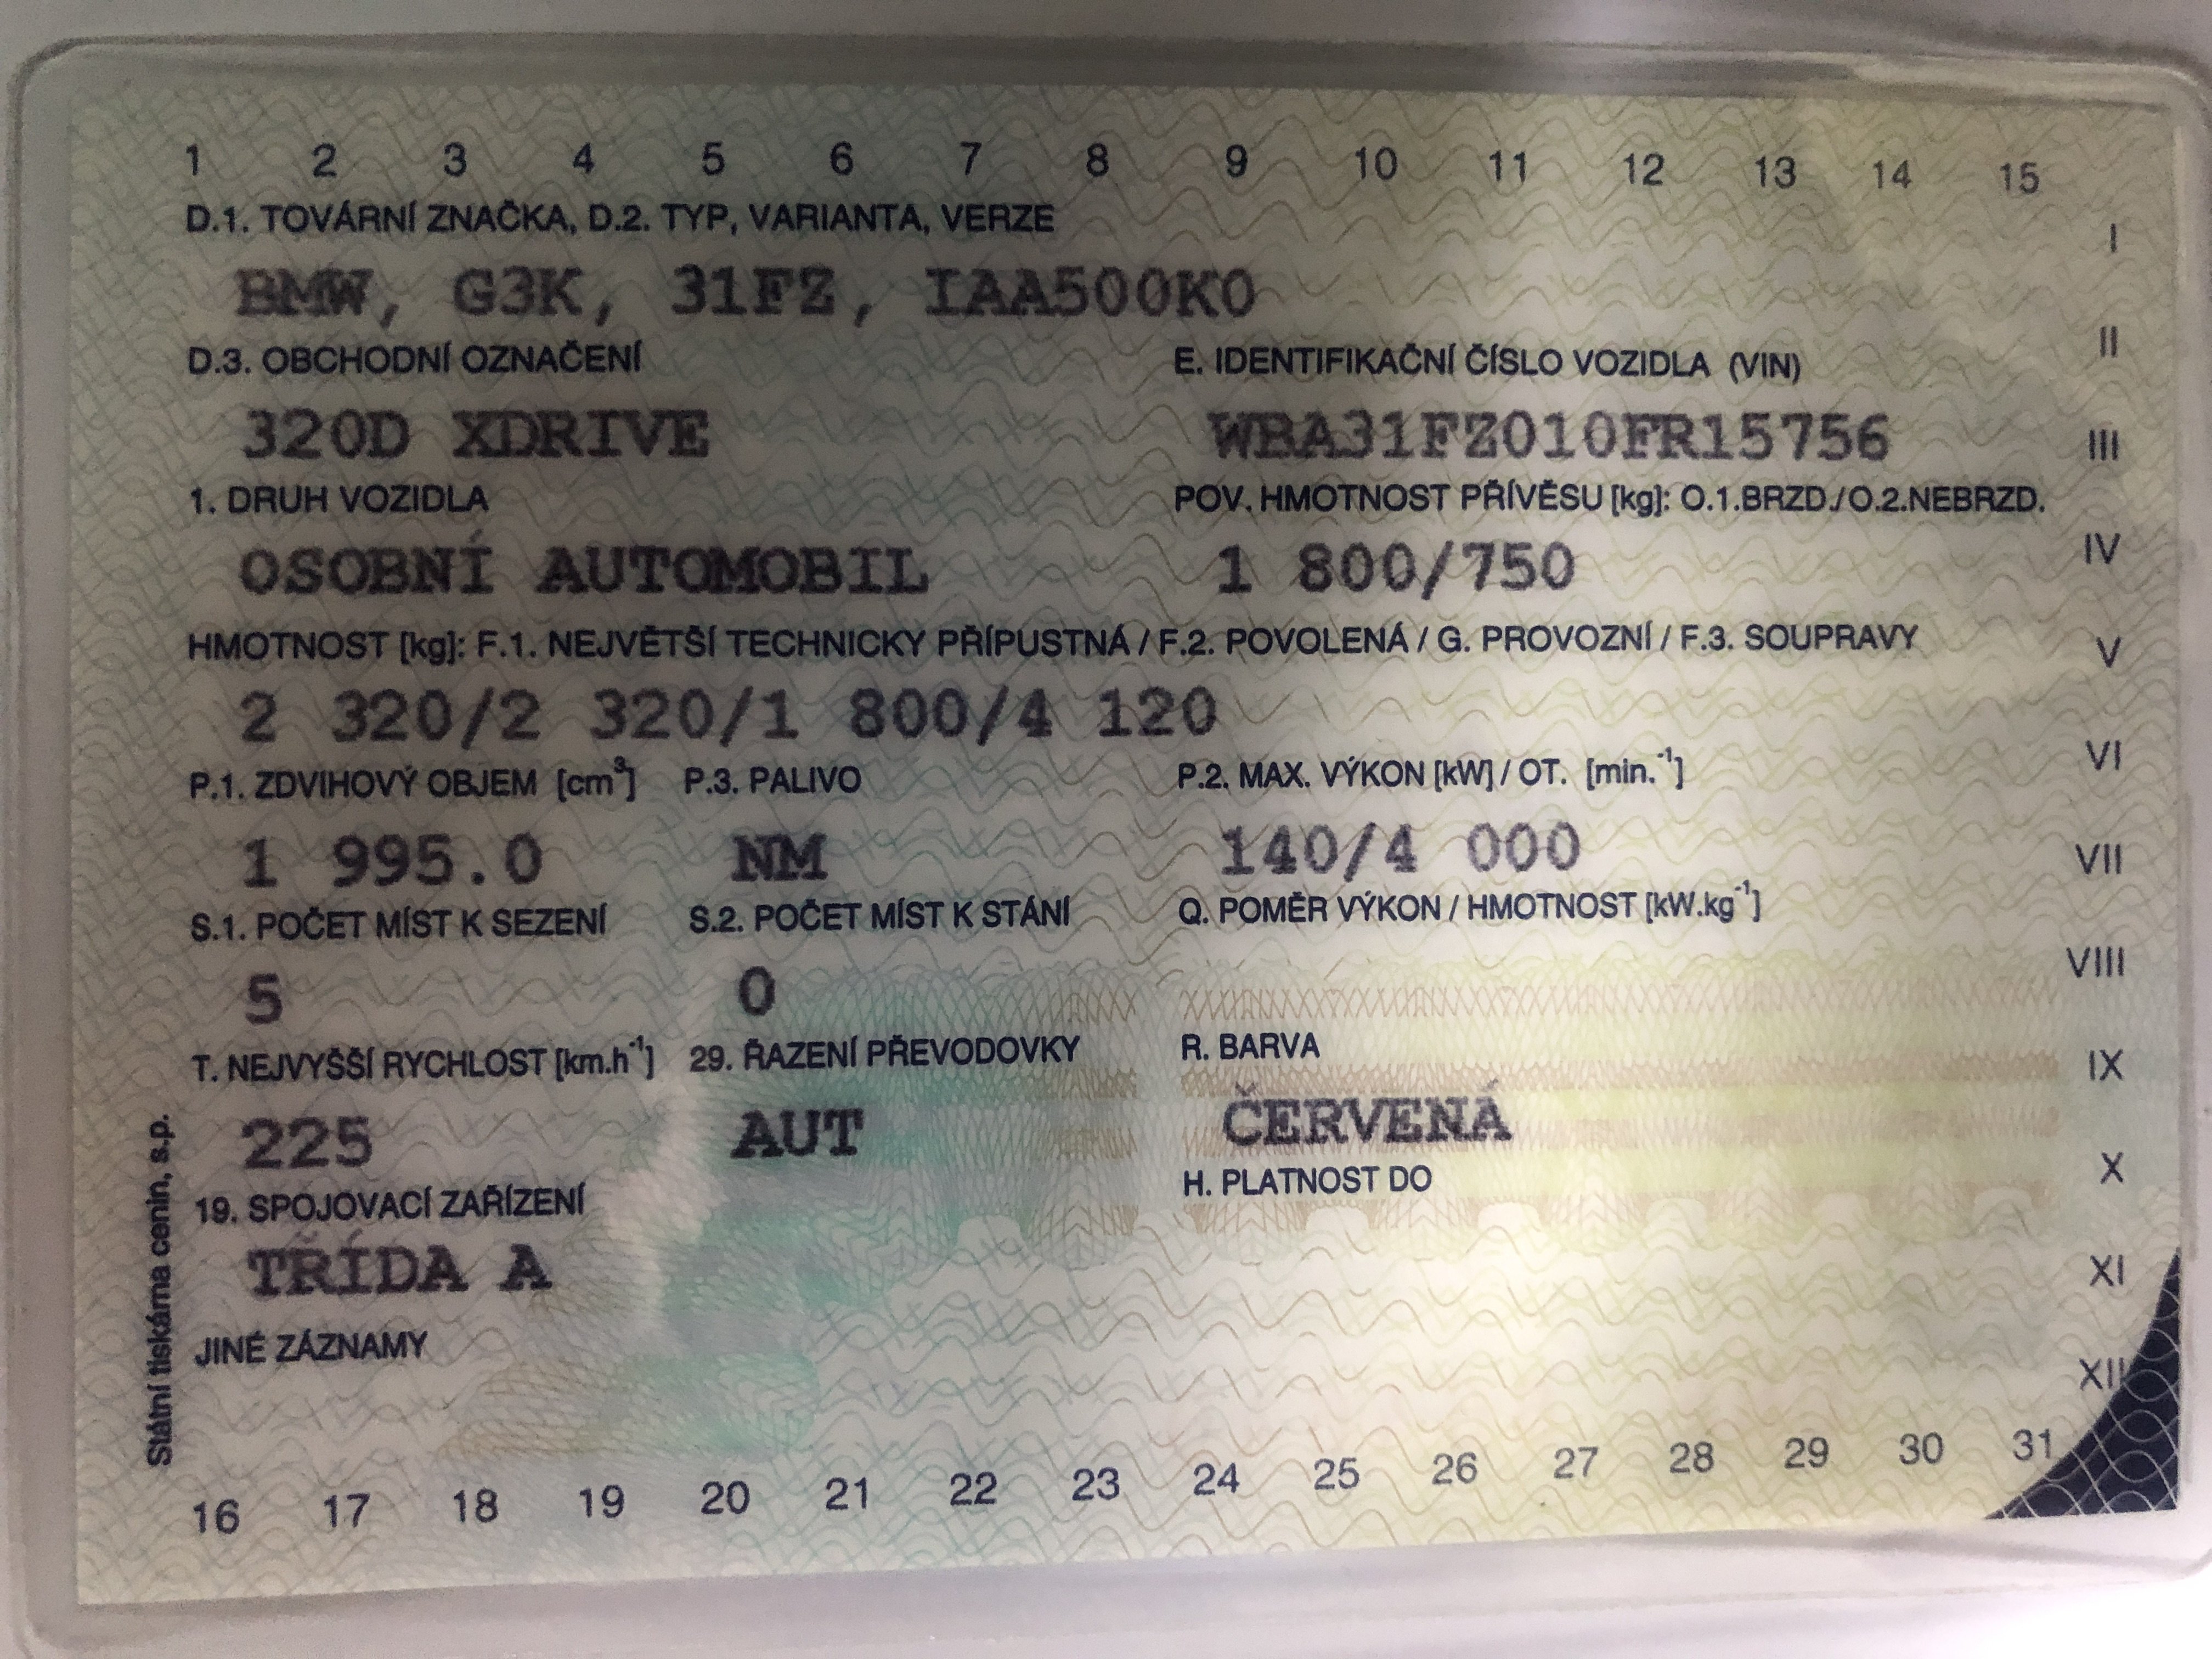 1 2 3 4 5 6 7 8 9 10 11 12 13 14 15
D.1. TOVÁRNÍ ZNAČKA, D.2. TYP, VARIANTA, VERZE
I
BMW, G3K, 31FZ, IAA500K0
D.3. OBCHODNÍ OZNAČENÍ E. IDENTIFIKAČNÍ ČÍSLO VOZIDLA (VIN)
II
320D XDRIVE WBA31FZ010FR15756
III
1. DRUH VOZIDLA POV. HMOTNOST PŘÍVĚSU [kg]: O.1.BRZD./O.2.NEBRZD.
OSOBNÍ AUTOMOBIL 1 800/750
IV
HMOTNOST [kg]: F.1. NEJVĚTŠÍ TECHNICKY PŘÍPUSTNÁ / F.2. POVOLENÁ / G. PROVOZNÍ / F.3. SOUPRAVY
V
2 320/2 320/1 800/4 120
P.1. ZDVIHOVÝ OBJEM [cm³] P.3. PALIVO P.2. MAX. VÝKON [kW] / OT. [min.⁻¹]
VI
1 995.0 NM 140/4 000
VII
S.1. POČET MÍST K SEZENÍ S.2. POČET MÍST K STÁNÍ Q. POMĚR VÝKON / HMOTNOST [kW.kg⁻¹]
VIII
5 0
T. NEJVYŠŠÍ RYCHLOST [km.h⁻¹] 29. ŘAZENÍ PŘEVODOVKY R. BARVA
IX
225 AUT ČERVENÁ
X
19. SPOJOVACÍ ZAŘÍZENÍ H. PLATNOST DO
TŘÍDA A
XI
JINÉ ZÁZNAMY
XII
16 17 18 19 20 21 22 23 24 25 26 27 28 29 30 31
Státní tiskárna cenin, s.p.